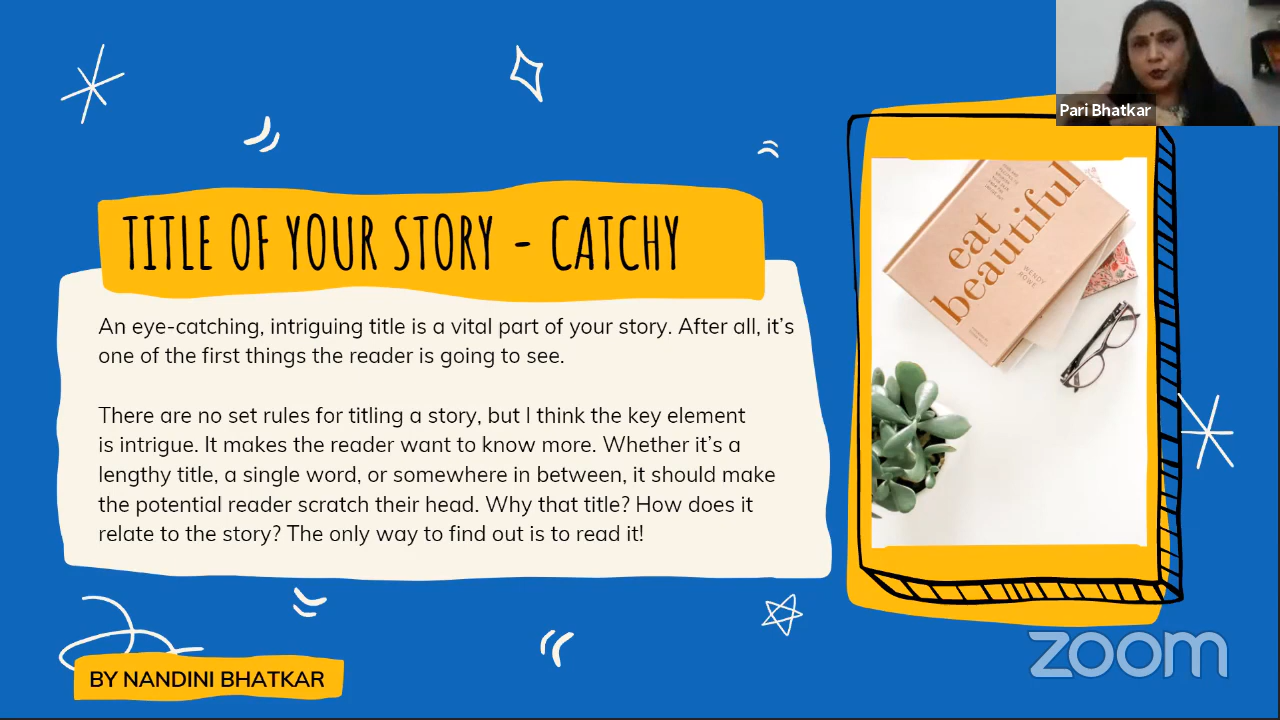 Pari Bhatkar
TITLE OF YOUR STORY - CATCHY
An eye-catching, intriguing title is a vital part of your story. After all, it's
one of the first things the reader is going to see.
There are no set rules for titling a story, but I think the key element
is intrigue. It makes the reader want to know more. Whether it's a
lengthy title, a single word, or somewhere in between, it should make
the potential reader scratch their head. Why that title? How does it
relate to the story? The only way to find out is to read it!
eat
beautiful
WENDY
ROWE
BY NANDINI BHATKAR
zoom